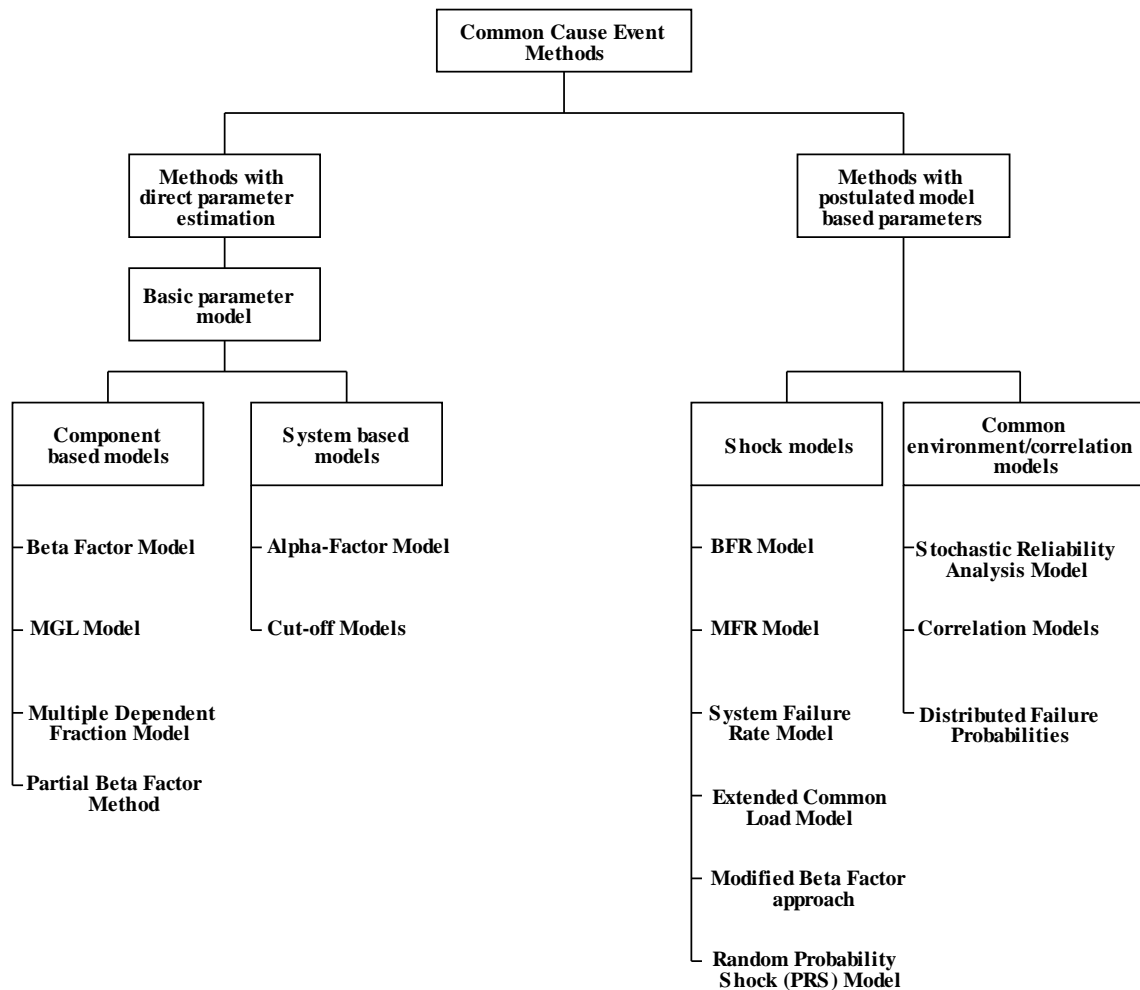 Common Cause Event
Methods
Methods with
direct parameter
estimation
Methods with
postulated model
based parameters
Basic parameter
model
Component
based models
System based
models
Shock models
Common
environment/correlation
models
Beta Factor Model
MGL Model
Multiple Dependent
Fraction Model
Partial Beta Factor
Method
Alpha-Factor Model
Cut-off Models
BFR Model
MFR Model
System Failure
Rate Model
Extended Common
Load Model
Modified Beta Factor
approach
Random Probability
Shock (PRS) Model
Stochastic Reliability
Analysis Model
Correlation Models
Distributed Failure
Probabilities